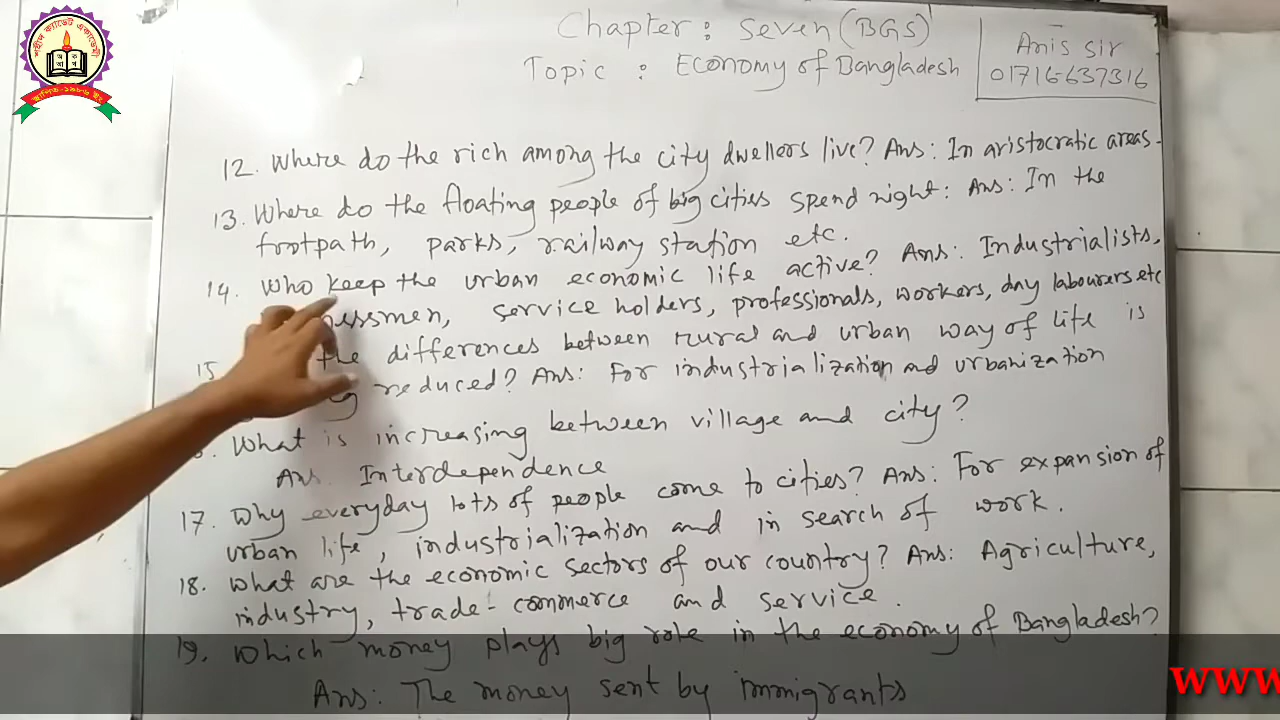 Chapter: Seven (BGS)
Topic : Economy of Bangladesh
Anis Sir
01716-637316
12. Where do the rich among the city dwellers live? Ans: In aristocratic areas.
13. Where do the floating people of big cities spend night: Ans: In the
footpath, parks, railway station etc.
14. Who keep the urban economic life active? Ans: Industrialists,
service holders, professionals, workers, day labourers etc
15 the differences between rural and urban way of life is
reduced? Ans: For industrialization and urbanization
What is increasing between village and city?
Ans. Interdependence
17. Why everyday lots of people come to cities? Ans: For expansion of
urban life, industrialization and in search of work.
18. What are the economic sectors of our country? Ans: Agriculture,
industry, trade-commerce and service.
19. Which money plays big role in the economy of Bangladesh?
Ans: The money sent by immigrants
www